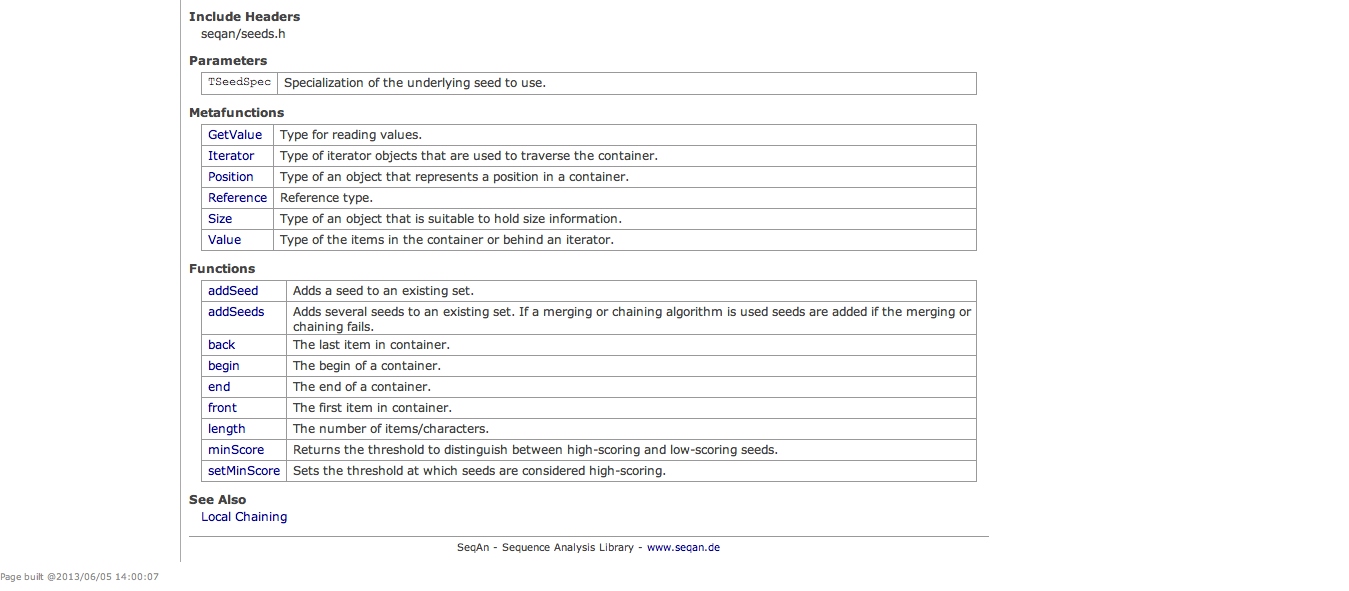 Include Headers
seqan/seeds.h
Parameters
TSeedSpec Specialization of the underlying seed to use.
Metafunctions
GetValue Type for reading values.
Iterator Type of iterator objects that are used to traverse the container.
Position Type of an object that represents a position in a container.
Reference Reference type.
Size Type of an object that is suitable to hold size information.
Value Type of the items in the container or behind an iterator.
Functions
addSeed Adds a seed to an existing set.
addSeeds Adds several seeds to an existing set. If a merging or chaining algorithm is used seeds are added if the merging or
chaining fails.
back The last item in container.
begin The begin of a container.
end The end of a container.
front The first item in container.
length The number of items/characters.
minScore Returns the threshold to distinguish between high-scoring and low-scoring seeds.
setMinScore Sets the threshold at which seeds are considered high-scoring.
See Also
Local Chaining
SeqAn - Sequence Analysis Library - www.seqan.de
Page built @2013/06/05 14:00:07